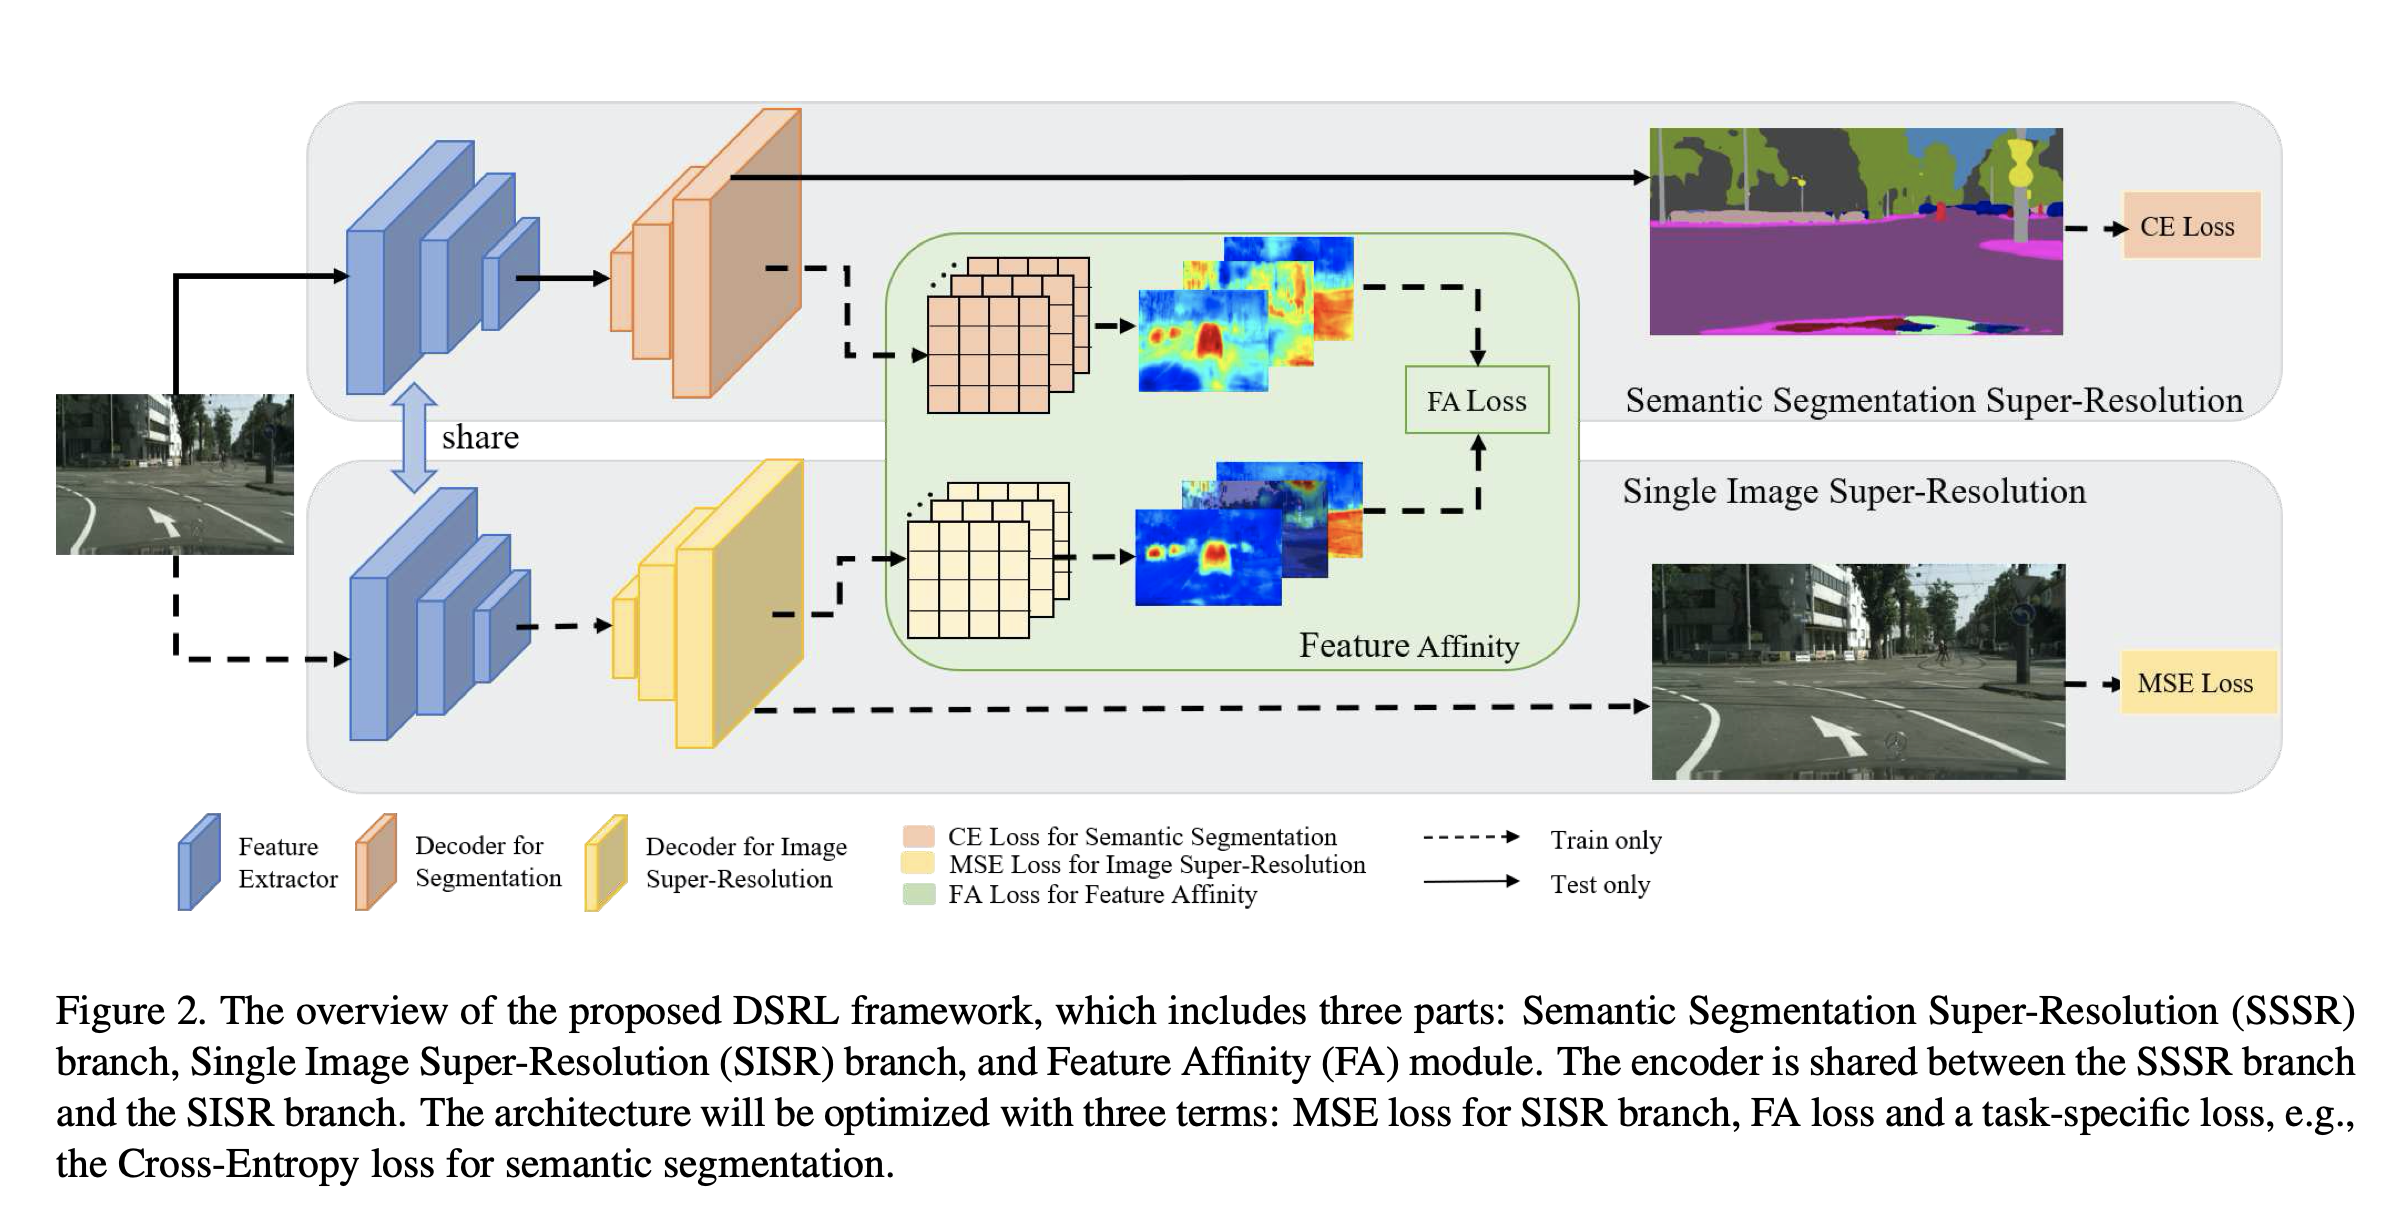 CE Loss
FA Loss
Semantic Segmentation Super-Resolution
share
Single Image Super-Resolution
Feature Affinity
MSE Loss
Feature
Extractor
Decoder for
Segmentation
Decoder for Image
Super-Resolution
CE Loss for Semantic Segmentation
MSE Loss for Image Super-Resolution
FA Loss for Feature Affinity
Train only
Test only
Figure 2. The overview of the proposed DSRL framework, which includes three parts: Semantic Segmentation Super-Resolution (SSSR)
branch, Single Image Super-Resolution (SISR) branch, and Feature Affinity (FA) module. The encoder is shared between the SSSR branch
and the SISR branch. The architecture will be optimized with three terms: MSE loss for SISR branch, FA loss and a task-specific loss, e.g.,
the Cross-Entropy loss for semantic segmentation.